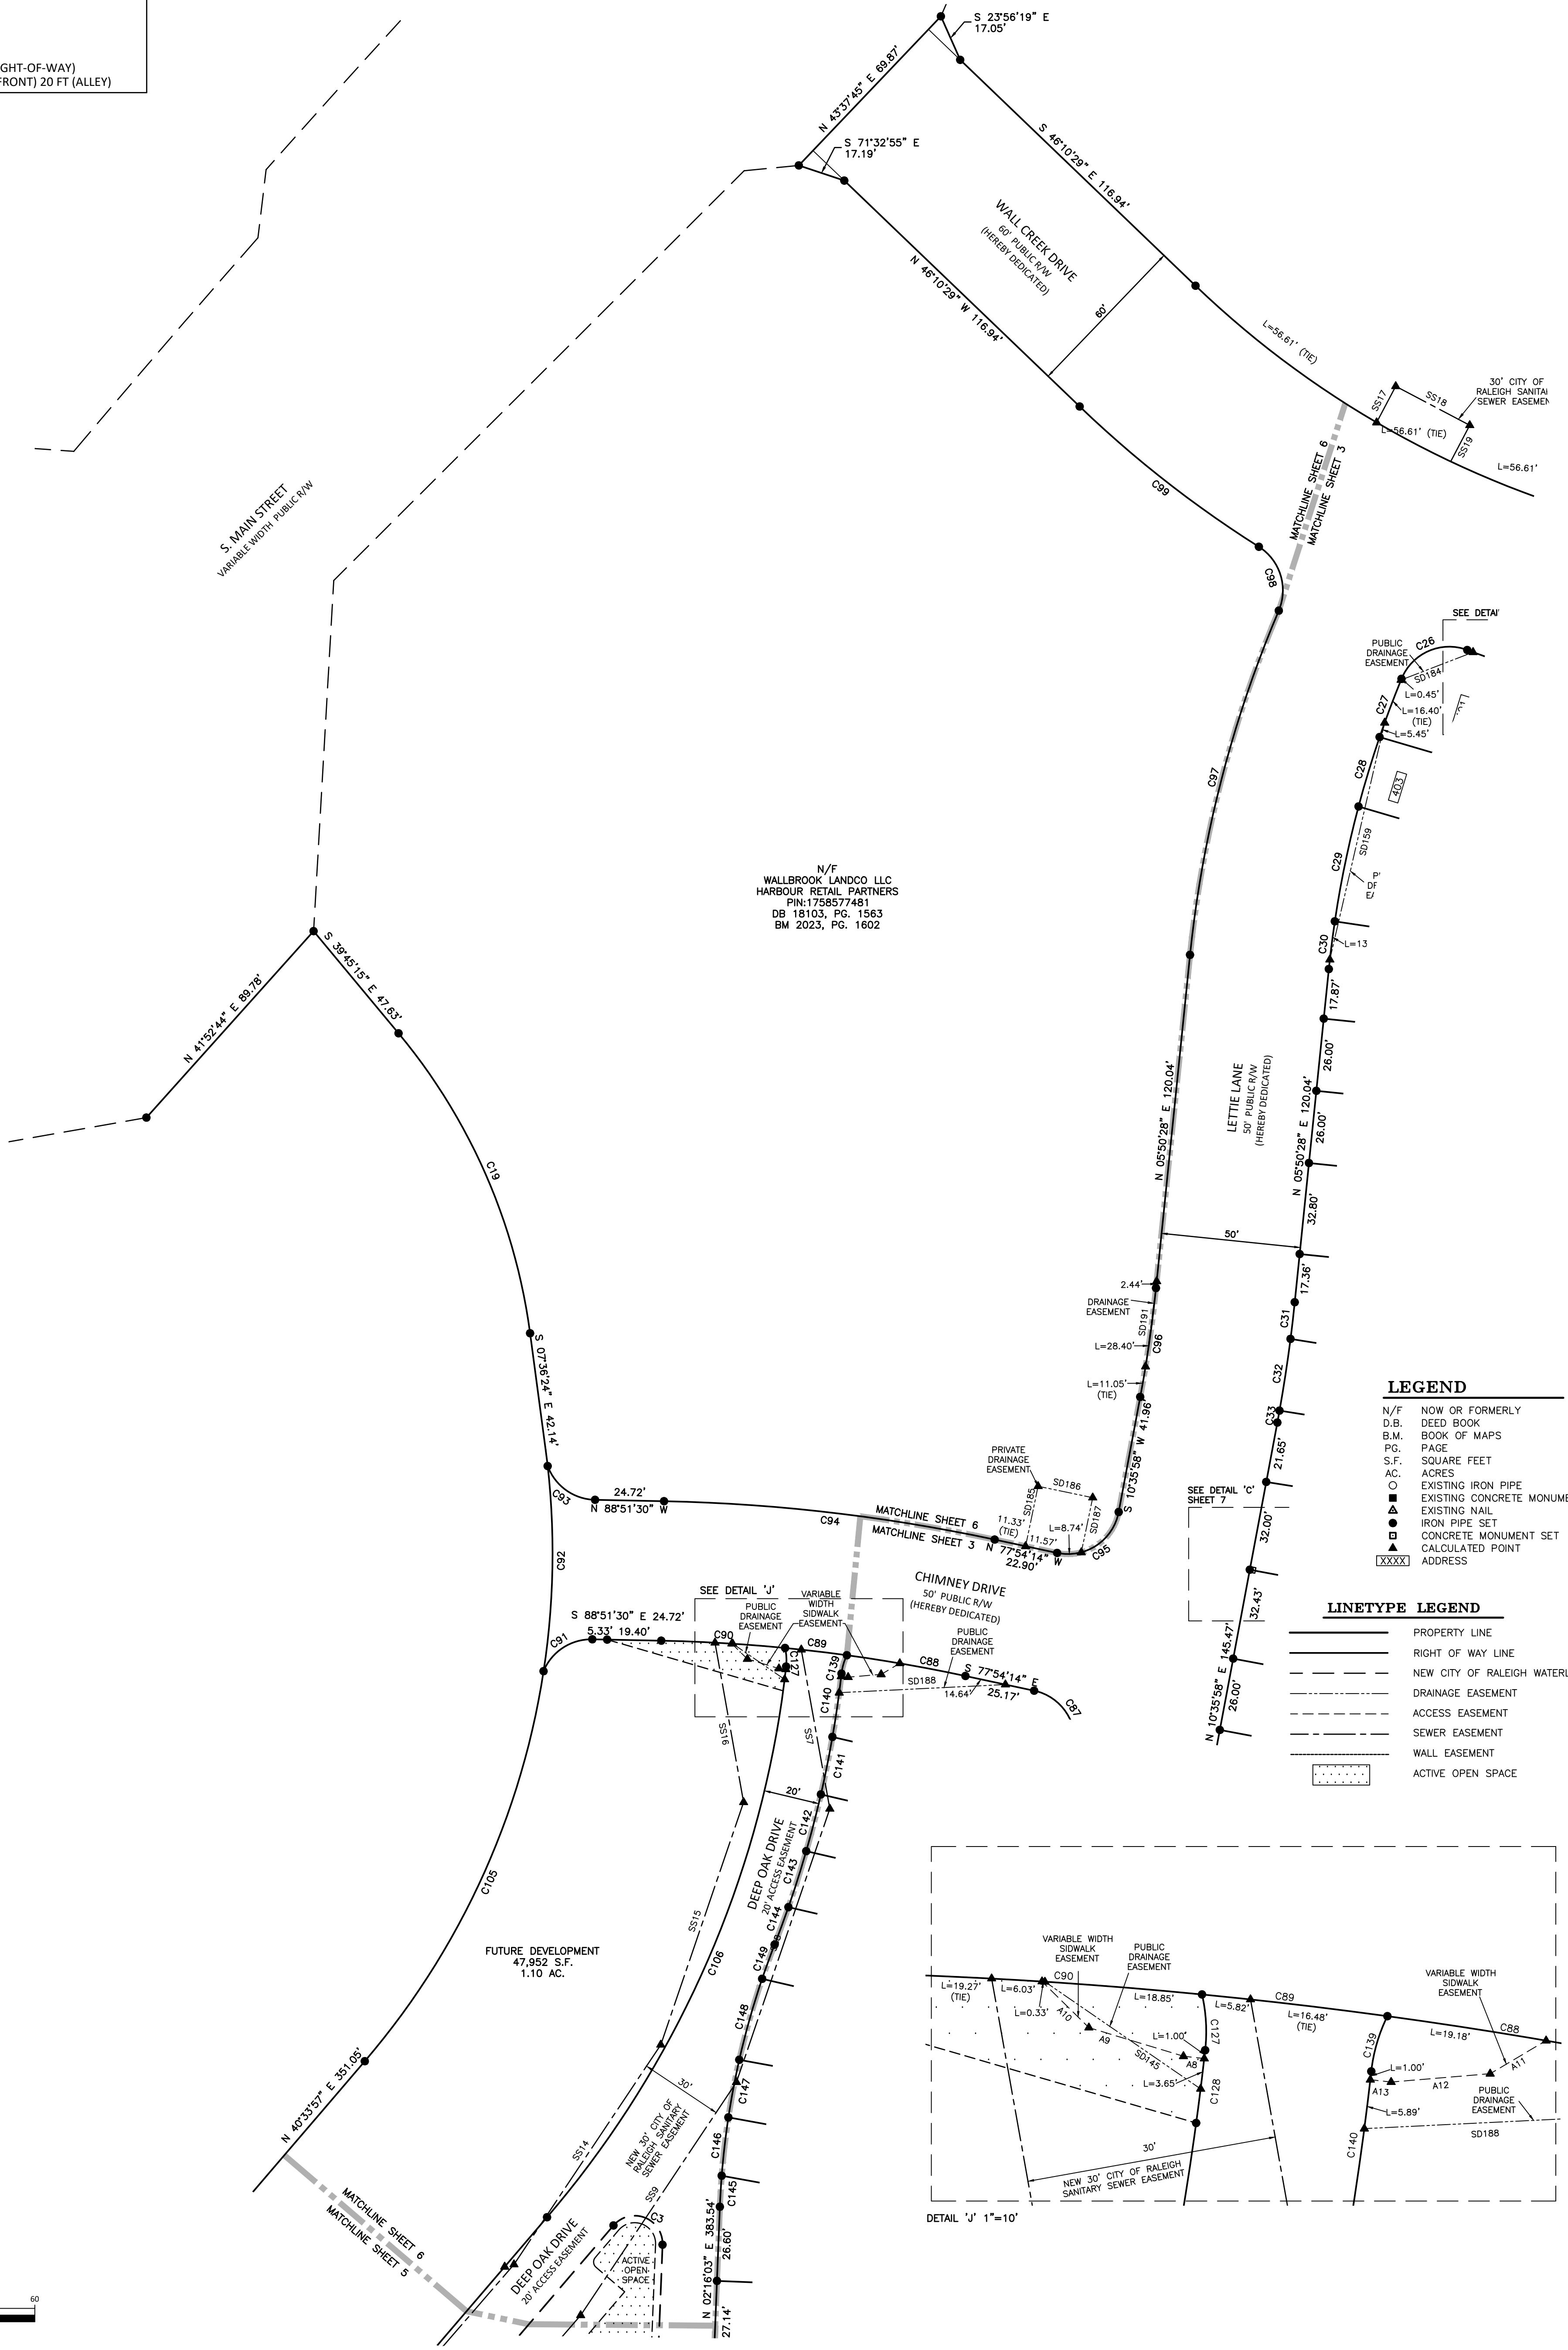 GHT-OF-WAY)
FRONT) 20 FT (ALLEY)
S 23°56'19" E
17.05'
N 43°37'45" E 69.87'
S 71°32'55" E
17.19'
S 46°10'29" E 116.94'
WALL CREEK DRIVE
60' PUBLIC R/W
(HEREBY DEDICATED)
N 46°10'29" W 116.94'
60'
L=56.61' (TIE)
30' CITY OF
RALEIGH SANITA
SEWER EASEMEN
SS17
SS18
L=56.61' (TIE)
SS19
L=56.61'
MATCHLINE SHEET 6
MATCHLINE SHEET 3
C99
C98
S. MAIN STREET
VARIABLE WIDTH PUBLIC R/W
SEE DETAI
PUBLIC
DRAINAGE
EASEMENT
C26
SD184
L=0.45'
C27
L=16.40'
(TIE)
L=5.45'
C28
403
C97
SD159
C29
N/F
WALLBROOK LANDCO LLC
HARBOUR RETAIL PARTNERS
PIN:1758577481
DB 18103, PG. 1563
BM 2023, PG. 1602
C30
L=13
17.87'
S 39°45'15" E 47.63'
N 41°52'44" E 89.78'
26.00'
N 05°50'28" E 120.04'
LETTIE LANE
50' PUBLIC R/W
(HEREBY DEDICATED)
N 05°50'28" E 120.04'
26.00'
32.80'
C19
50'
17.36'
2.44'
DRAINAGE
EASEMENT
SD191
C96
L=28.40'
L=11.05'
(TIE)
C31
C32
C33
S 07°36'24" E 42.14'
S 10°35'58" W 41.96'
21.65'
PRIVATE
DRAINAGE
EASEMENT
SD186
SD185
SD187
SEE DETAIL 'C'
SHEET 7
C93
24.72'
N 88°51'30" W
C94
MATCHLINE SHEET 6
MATCHLINE SHEET 3
11.33'
(TIE)
11.57'
L=8.74'
N 77°54'14" W
22.90'
C95
32.00'
32.43'
LEGEND
N/F NOW OR FORMERLY
D.B. DEED BOOK
B.M. BOOK OF MAPS
PG. PAGE
S.F. SQUARE FEET
AC. ACRES
EXISTING IRON PIPE
EXISTING CONCRETE MONUME
EXISTING NAIL
IRON PIPE SET
CONCRETE MONUMENT SET
CALCULATED POINT
XXXX ADDRESS
LINETYPE LEGEND
PROPERTY LINE
RIGHT OF WAY LINE
NEW CITY OF RALEIGH WATERL
DRAINAGE EASEMENT
ACCESS EASEMENT
SEWER EASEMENT
WALL EASEMENT
ACTIVE OPEN SPACE
C92
CHIMNEY DRIVE
50' PUBLIC R/W
(HEREBY DEDICATED)
SEE DETAIL 'J'
VARIABLE
WIDTH
SIDWALK
EASEMENT
PUBLIC
DRAINAGE
EASEMENT
S 88°51'30" E 24.72'
5.33' 19.40'
C91
C90
C89
C127
C139
C88
C140
SD188
PUBLIC
DRAINAGE
EASEMENT
S 77°54'14" E
14.64'
25.17'
C87
N 10°35'58" E 145.47'
26.00'
SS16
SS7
C141
20'
C142
DEEP OAK DRIVE
20' ACCESS EASEMENT
C143
C144
C149
C148
C105
SS15
C106
FUTURE DEVELOPMENT
47,952 S.F.
1.10 AC.
N 40°33'57" E 351.05'
C147
30'
NEW 30' CITY OF
RALEIGH SANITARY
SEWER EASEMENT
SS14
SS9
C146
C145
MATCHLINE SHEET 6
MATCHLINE SHEET 5
DEEP OAK DRIVE
20' ACCESS EASEMENT
C3
ACTIVE
OPEN
SPACE
N 02°16'03" E 383.54'
26.60'
27.14'
60
VARIABLE WIDTH
SIDWALK
EASEMENT
PUBLIC
DRAINAGE
EASEMENT
VARIABLE WIDTH
SIDWALK
EASEMENT
L=19.27'
(TIE)
L=6.03'
C90
L=0.33'
A10
A9
L=18.85'
L=5.82'
C89
L=16.48'
(TIE)
L=1.00'
C127
SD145
A8
L=3.65'
C128
C139
L=19.18'
C88
L=1.00'
A13
A12
A11
L=5.89'
PUBLIC
DRAINAGE
EASEMENT
SD188
C140
30'
NEW 30' CITY OF RALEIGH
SANITARY SEWER EASEMENT
DETAIL 'J' 1"=10'